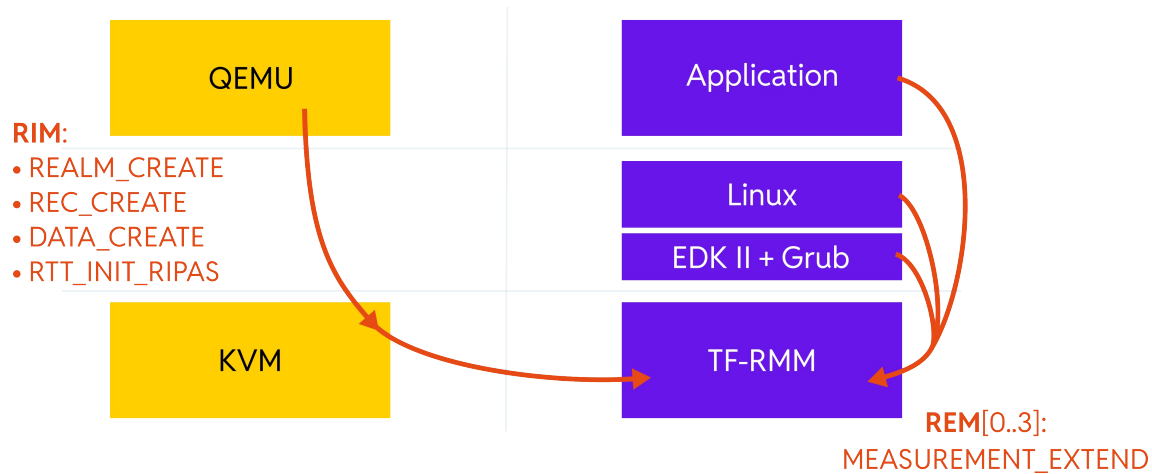 QEMU
Application
RIM:
• REALM_CREATE
• REC_CREATE
• DATA_CREATE
• RTT_INIT_RIPAS
Linux
EDK II + Grub
KVM
TF-RMM
REM[0..3]:
MEASUREMENT_EXTEND